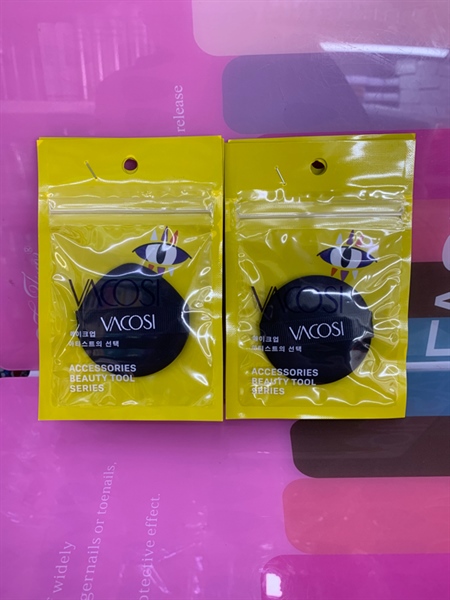 release
VACOSI
VACOSI
메이크업
아티스트의 선택
ACCESSORIES
BEAUTY TOOL
SERIES
VACOSI
VACOSI
메이크업
아티스트의 선택
ACCESSORIES
BEAUTY TOOL
SERIES
widely
gernails or toenails,
otective effect.